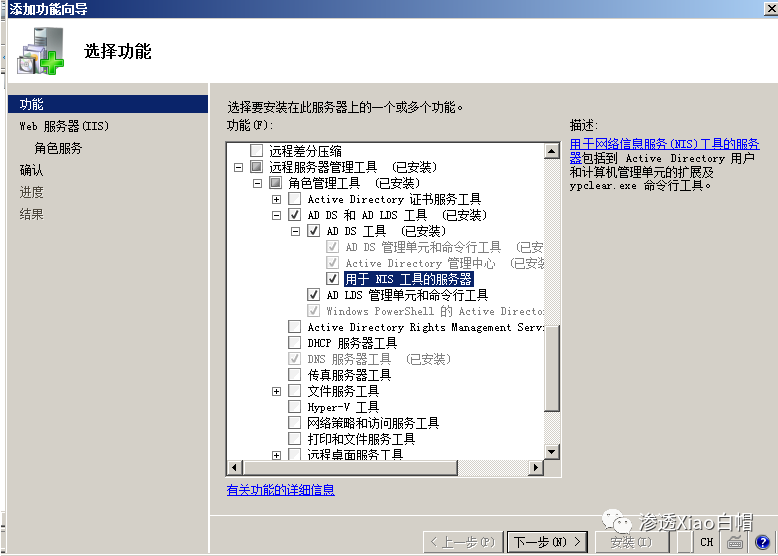 添加功能向导
选择功能
功能
Web 服务器(IIS)
角色服务
确认
进度
结果
选择要安装在此服务器上的一个或多个功能。
功能(F):
远程差分压缩
远程服务器管理工具 (已安装)
角色管理工具 (已安装)
Active Directory 证书服务工具
AD DS 和 AD LDS 工具 (已安装)
AD DS 工具 (已安装)
AD DS 管理单元和命令行工具 (已安
Active Directory 管理中心 (已安装
用于 NIS 工具的服务器
AD LDS 管理单元和命令行工具
Windows PowerShell 的 Active Directo
Active Directory Rights Management Servi
DHCP 服务器工具
DNS 服务器工具 (已安装)
传真服务器工具
文件服务工具
Hyper-V 工具
网络策略和访问服务工具
打印和文件服务工具
远程桌面服务工具
有关功能的详细信息
描述:
用于网络信息服务(NIS)工具的服务
器包括到 Active Directory 用户
和计算机管理单元的扩展及
ypclear.exe 命令行工具。
渗透Xiao白帽
< 上一步(P)
下一步(N) >
安装(I)
CH